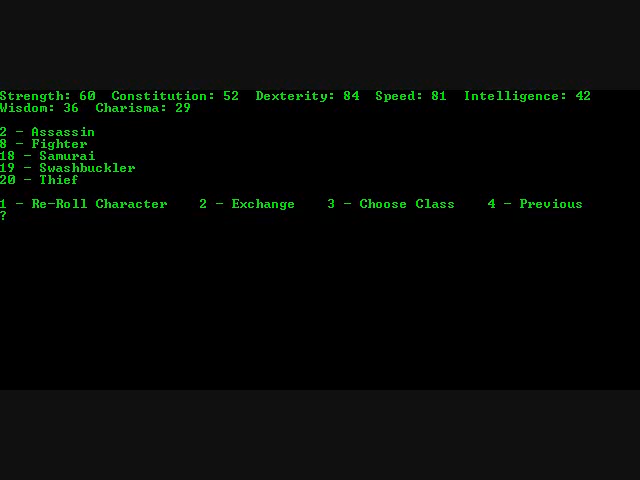 Strength: 60  Constitution: 52  Dexterity: 84  Speed: 81  Intelligence: 42
Wisdom: 36  Charisma: 29
2 - Assassin
8 - Fighter
18 - Samurai
19 - Swashbuckler
20 - Thief
1 - Re-Roll Character    2 - Exchange    3 - Choose Class    4 - Previous
?